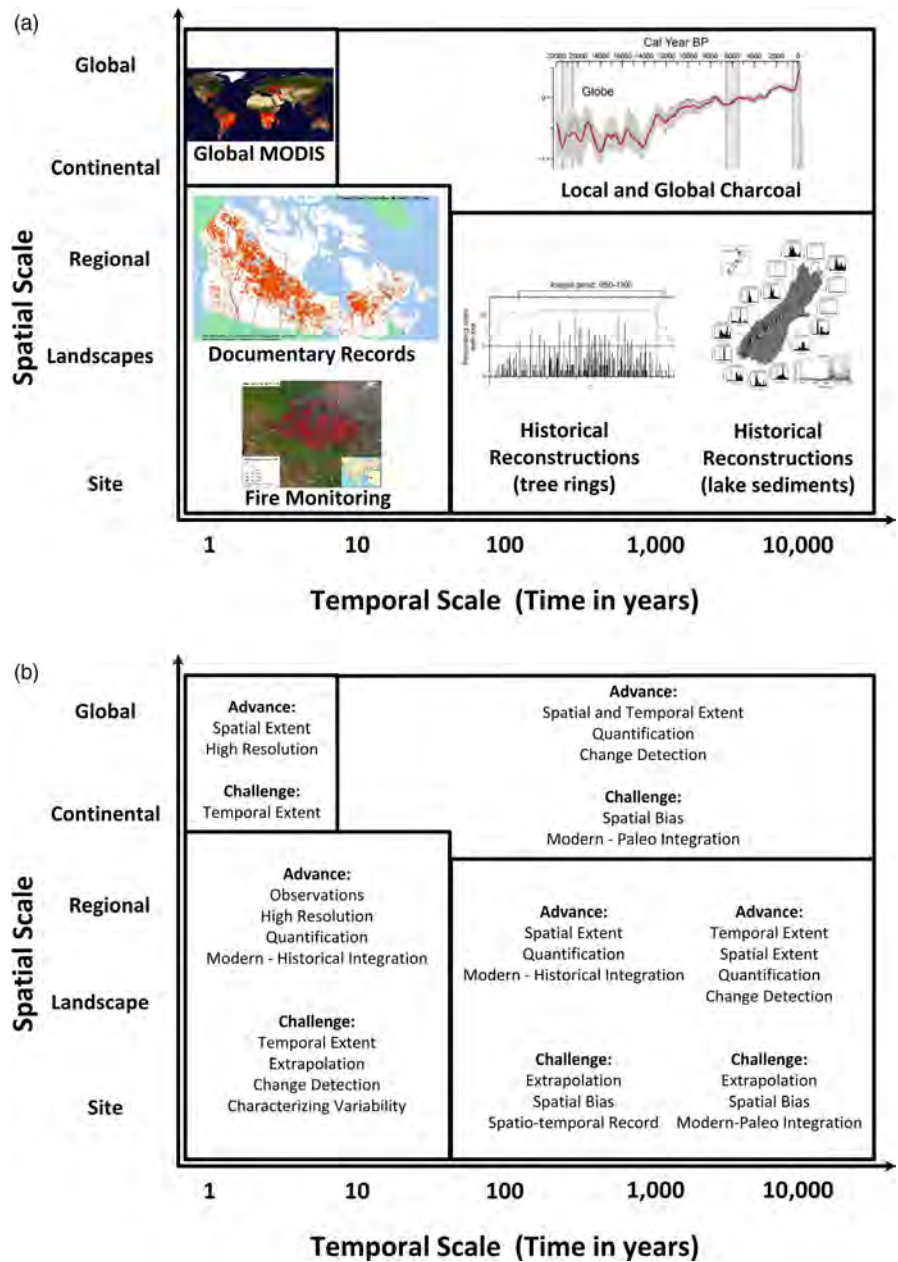 (a)
Global
Continental
Regional
Landscapes
Site
Spatial Scale
Global MODIS
Cal Year BP
Globe
Local and Global Charcoal
Documentary Records
Fire Monitoring
Historical
Reconstructions
(tree rings)
Historical
Reconstructions
(lake sediments)
1
10
100
1,000
10,000
Temporal Scale (Time in years)
(b)
Global
Continental
Regional
Landscape
Site
Spatial Scale
Advance:
Spatial Extent
High Resolution
Challenge:
Temporal Extent
Advance:
Spatial and Temporal Extent
Quantification
Change Detection
Challenge:
Spatial Bias
Modern - Paleo Integration
Advance:
Observations
High Resolution
Quantification
Modern - Historical Integration
Challenge:
Temporal Extent
Extrapolation
Change Detection
Characterizing Variability
Advance:
Spatial Extent
Quantification
Modern - Historical Integration
Challenge:
Extrapolation
Spatial Bias
Spatio-temporal Record
Advance:
Temporal Extent
Spatial Extent
Quantification
Change Detection
Challenge:
Extrapolation
Spatial Bias
Modern-Paleo Integration
1
10
100
1,000
10,000
Temporal Scale (Time in years)